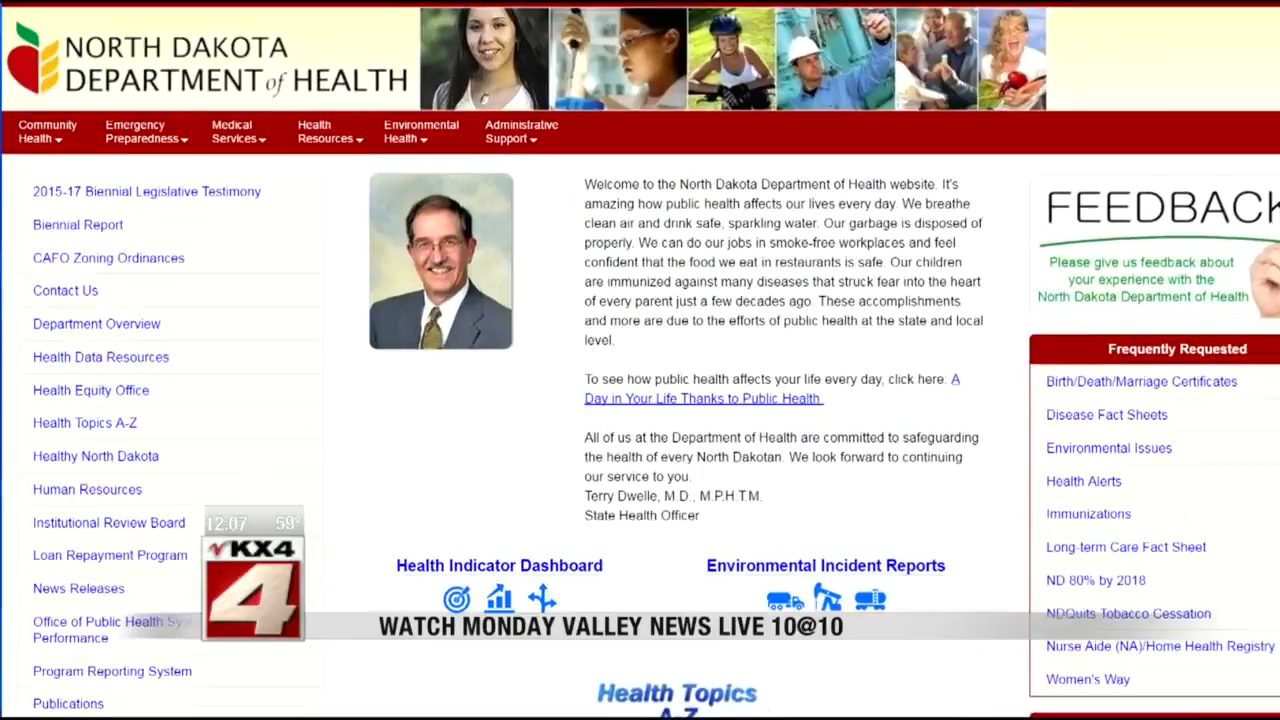 NORTH DAKOTA
DEPARTMENT of HEALTH
Community
Health
Emergency
Preparedness
Medical
Services
Health
Resources
Environmental
Health
Administrative
Support
2015-17 Biennial Legislative Testimony
Biennial Report
CAFO Zoning Ordinances
Contact Us
Department Overview
Health Data Resources
Health Equity Office
Health Topics A-Z
Healthy North Dakota
Human Resources
Institutional Review Board
Loan Repayment Program
News Releases
Office of Public Health Sy
Performance
Program Reporting System
Publications
Welcome to the North Dakota Department of Health website. It's
amazing how public health affects our lives every day. We breathe
clean air and drink safe, sparkling water. Our garbage is disposed of
properly. We can do our jobs in smoke-free workplaces and feel
confident that the food we eat in restaurants is safe. Our children
are immunized against many diseases that struck fear into the heart
of every parent just a few decades ago. These accomplishments
and more are due to the efforts of public health at the state and local
level.
To see how public health affects your life every day, click here: A
Day in Your Life Thanks to Public Health
All of us at the Department of Health are committed to safeguarding
the health of every North Dakotan. We look forward to continuing
our service to you.
Terry Dwelle, M.D., M.P.H.T.M.
State Health Officer
Health Indicator Dashboard
Environmental Incident Reports
Health Topics
A-Z
FEEDBACK
Please give us feedback about
your experience with the
North Dakota Department of Health
Frequently Requested
Birth/Death/Marriage Certificates
Disease Fact Sheets
Environmental Issues
Health Alerts
Immunizations
Long-term Care Fact Sheet
ND 80% by 2018
NDQuits Tobacco Cessation
Nurse Aide (NA)/Home Health Registry
Women's Way
12:07 59°
KX4
4
WATCH MONDAY VALLEY NEWS LIVE 10@10